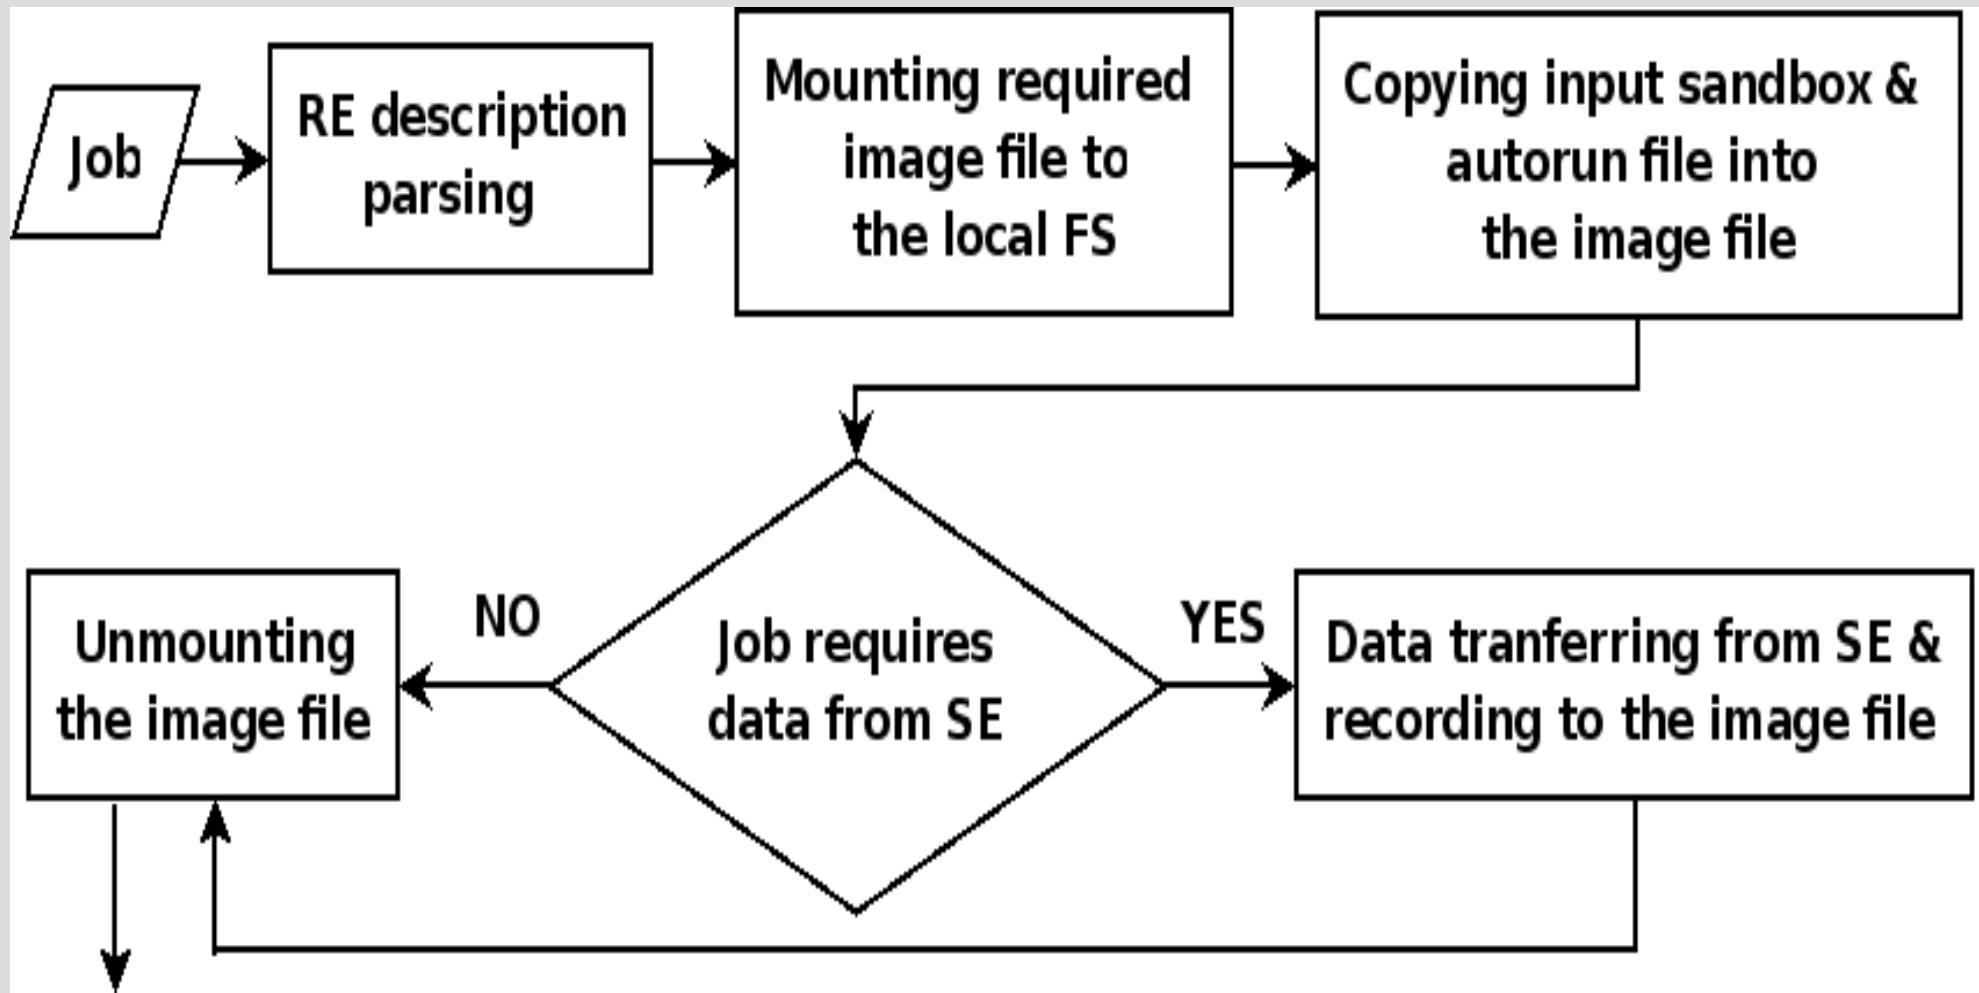 Job
RE description
parsing
Mounting required
image file to
the local FS
Copying input sandbox &
autorun file into
the image file
NO
YES
Unmounting
the image file
Job requires
data from SE
Data tranferring from SE &
recording to the image file